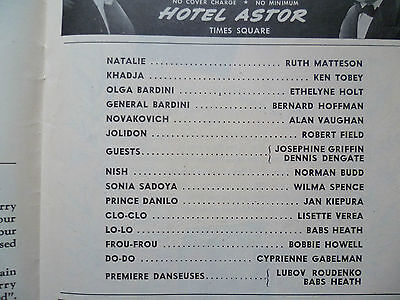 NO COVER CHARGE ★ NO MINIMUM
HOTEL ASTOR
TIMES SQUARE
NATALIE ........ RUTH MATTESON
KHADJA ........ KEN TOBEY
OLGA BARDINI ........ ETHELYNE HOLT
GENERAL BARDINI ........ BERNARD HOFFMAN
NOVAKOVICH ........ ALAN VAUGHAN
JOLIDON ........ ROBERT FIELD
GUESTS ........ { JOSEPHINE GRIFFIN
DENNIS DENGATE
NISH ........ NORMAN BUDD
SONIA SADOYA ........ WILMA SPENCE
PRINCE DANILO ........ JAN KIEPURA
CLO-CLO ........ LISETTE VEREA
LO-LO ........ BABS HEATH
FROU-FROU ........ BOBBIE HOWELL
DO-DO ........ CYPRIENNE GABELMAN
PREMIERE DANSEUSES ........ { LUBOV ROUDENKO
BABS HEATH